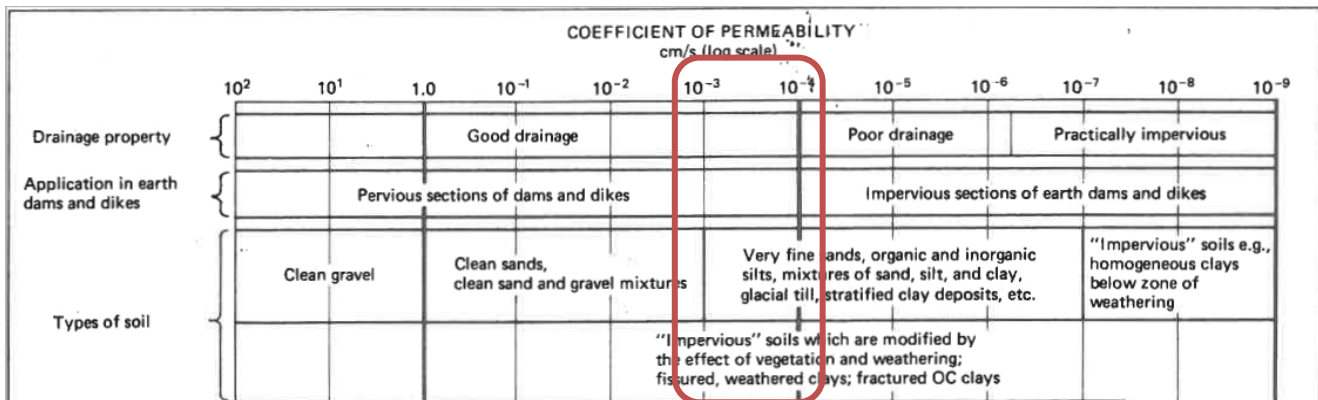 COEFFICIENT OF PERMEABILITY
cm/s (log scale)
10² 10¹ 1.0 10⁻¹ 10⁻² 10⁻³ 10⁻⁴ 10⁻⁵ 10⁻⁶ 10⁻⁷ 10⁻⁸ 10⁻⁹
Drainage property
Good drainage
Poor drainage
Practically impervious
Application in earth
dams and dikes
Pervious sections of dams and dikes
Impervious sections of earth dams and dikes
Types of soil
Clean gravel
Clean sands,
clean sand and gravel mixtures
Very fine sands, organic and inorganic
silts, mixtures of sand, silt, and clay,
glacial till, stratified clay deposits, etc.
"Impervious" soils e.g.,
homogeneous clays
below zone of
weathering
"Impervious" soils which are modified by
the effect of vegetation and weathering;
fissured, weathered clays; fractured OC clays